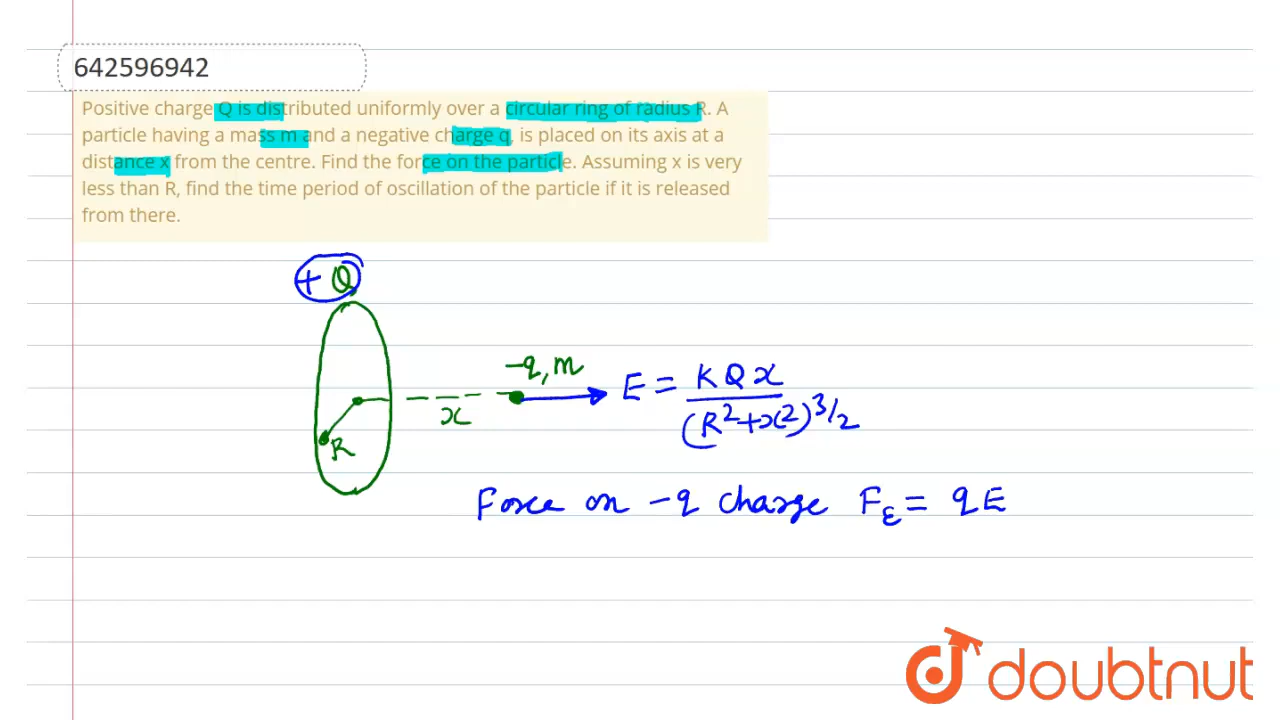 642596942
Positive charge Q is distributed uniformly over a circular ring of radius R. A
particle having a mass m and a negative charge q, is placed on its axis at a
distance x from the centre. Find the force on the particle. Assuming x is very
less than R, find the time period of oscillation of the particle if it is released
from there.
+ Q
-q, m
E = KQx / (R²+x²)^3/2
x
R
Force on -q charge F_E = qE
doubtnut